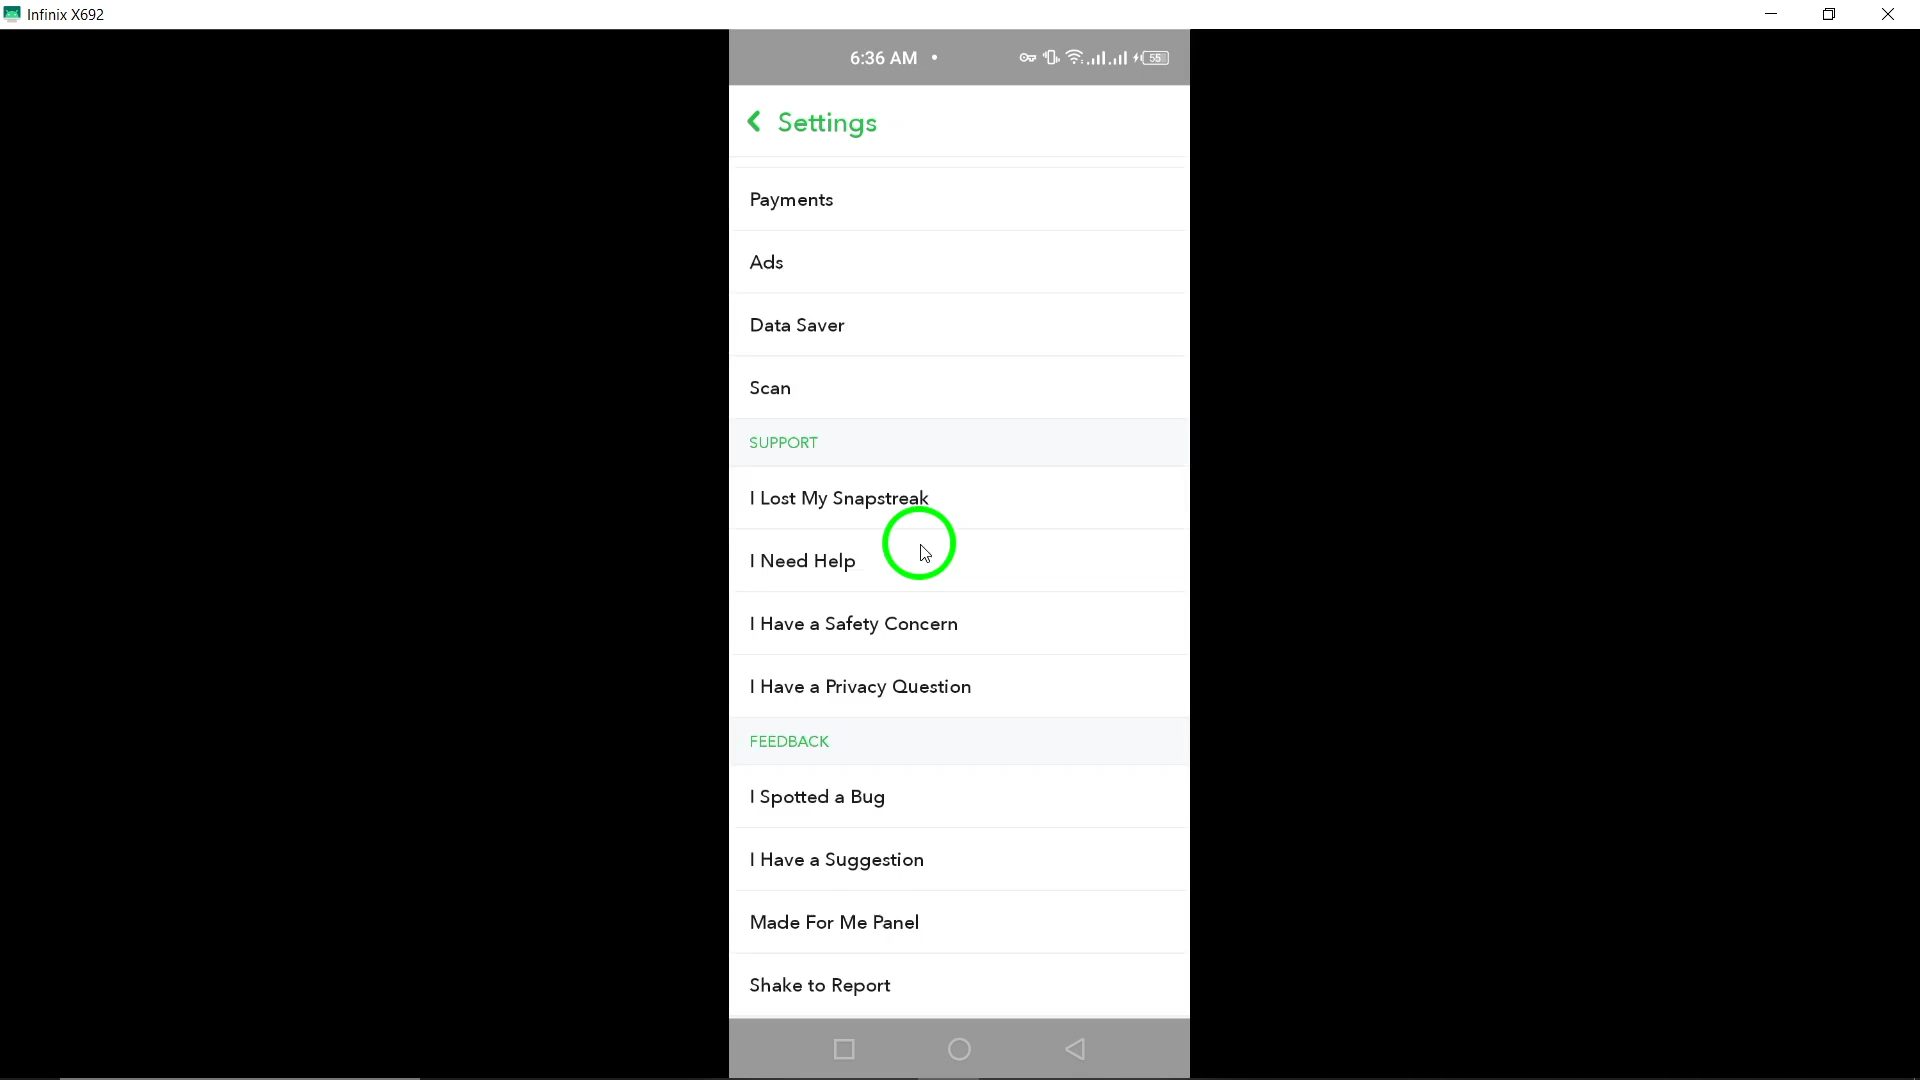 Infinix X692
6:36 AM
55
Settings
Payments
Ads
Data Saver
Scan
SUPPORT
I Lost My Snapstreak
I Need Help
I Have a Safety Concern
I Have a Privacy Question
FEEDBACK
I Spotted a Bug
I Have a Suggestion
Made For Me Panel
Shake to Report